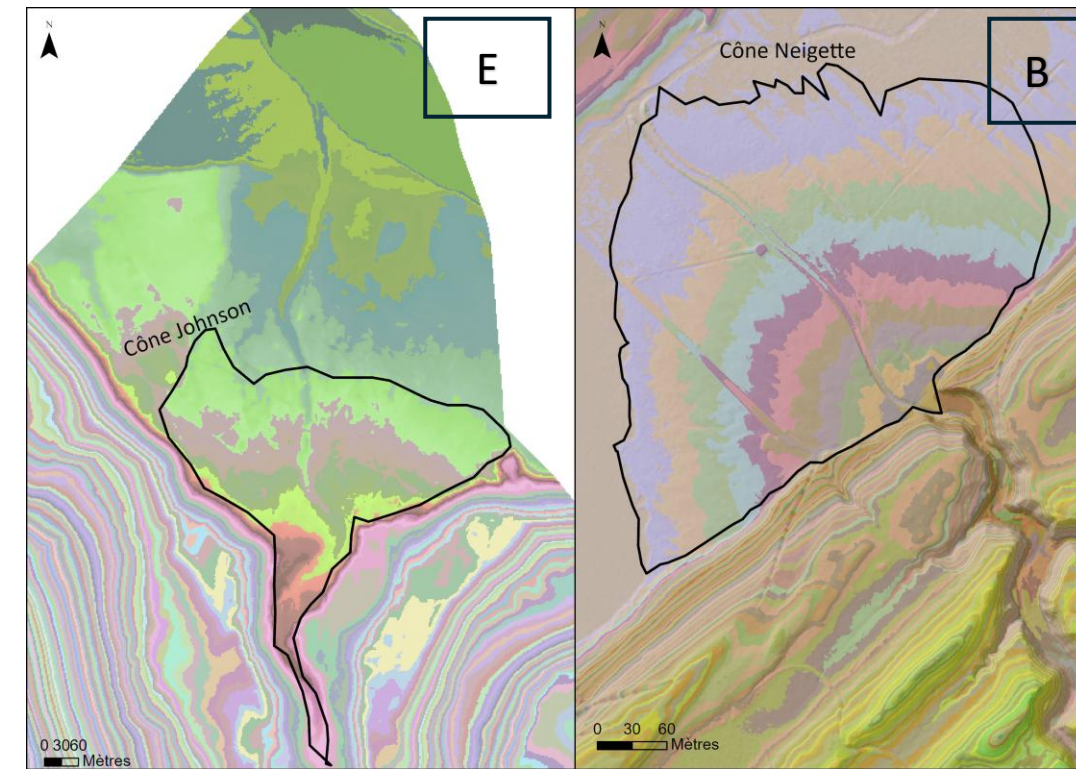 N
E
Cône Johnson
0 3060
Mètres
N
B
Cône Neigette
0 30 60
Mètres